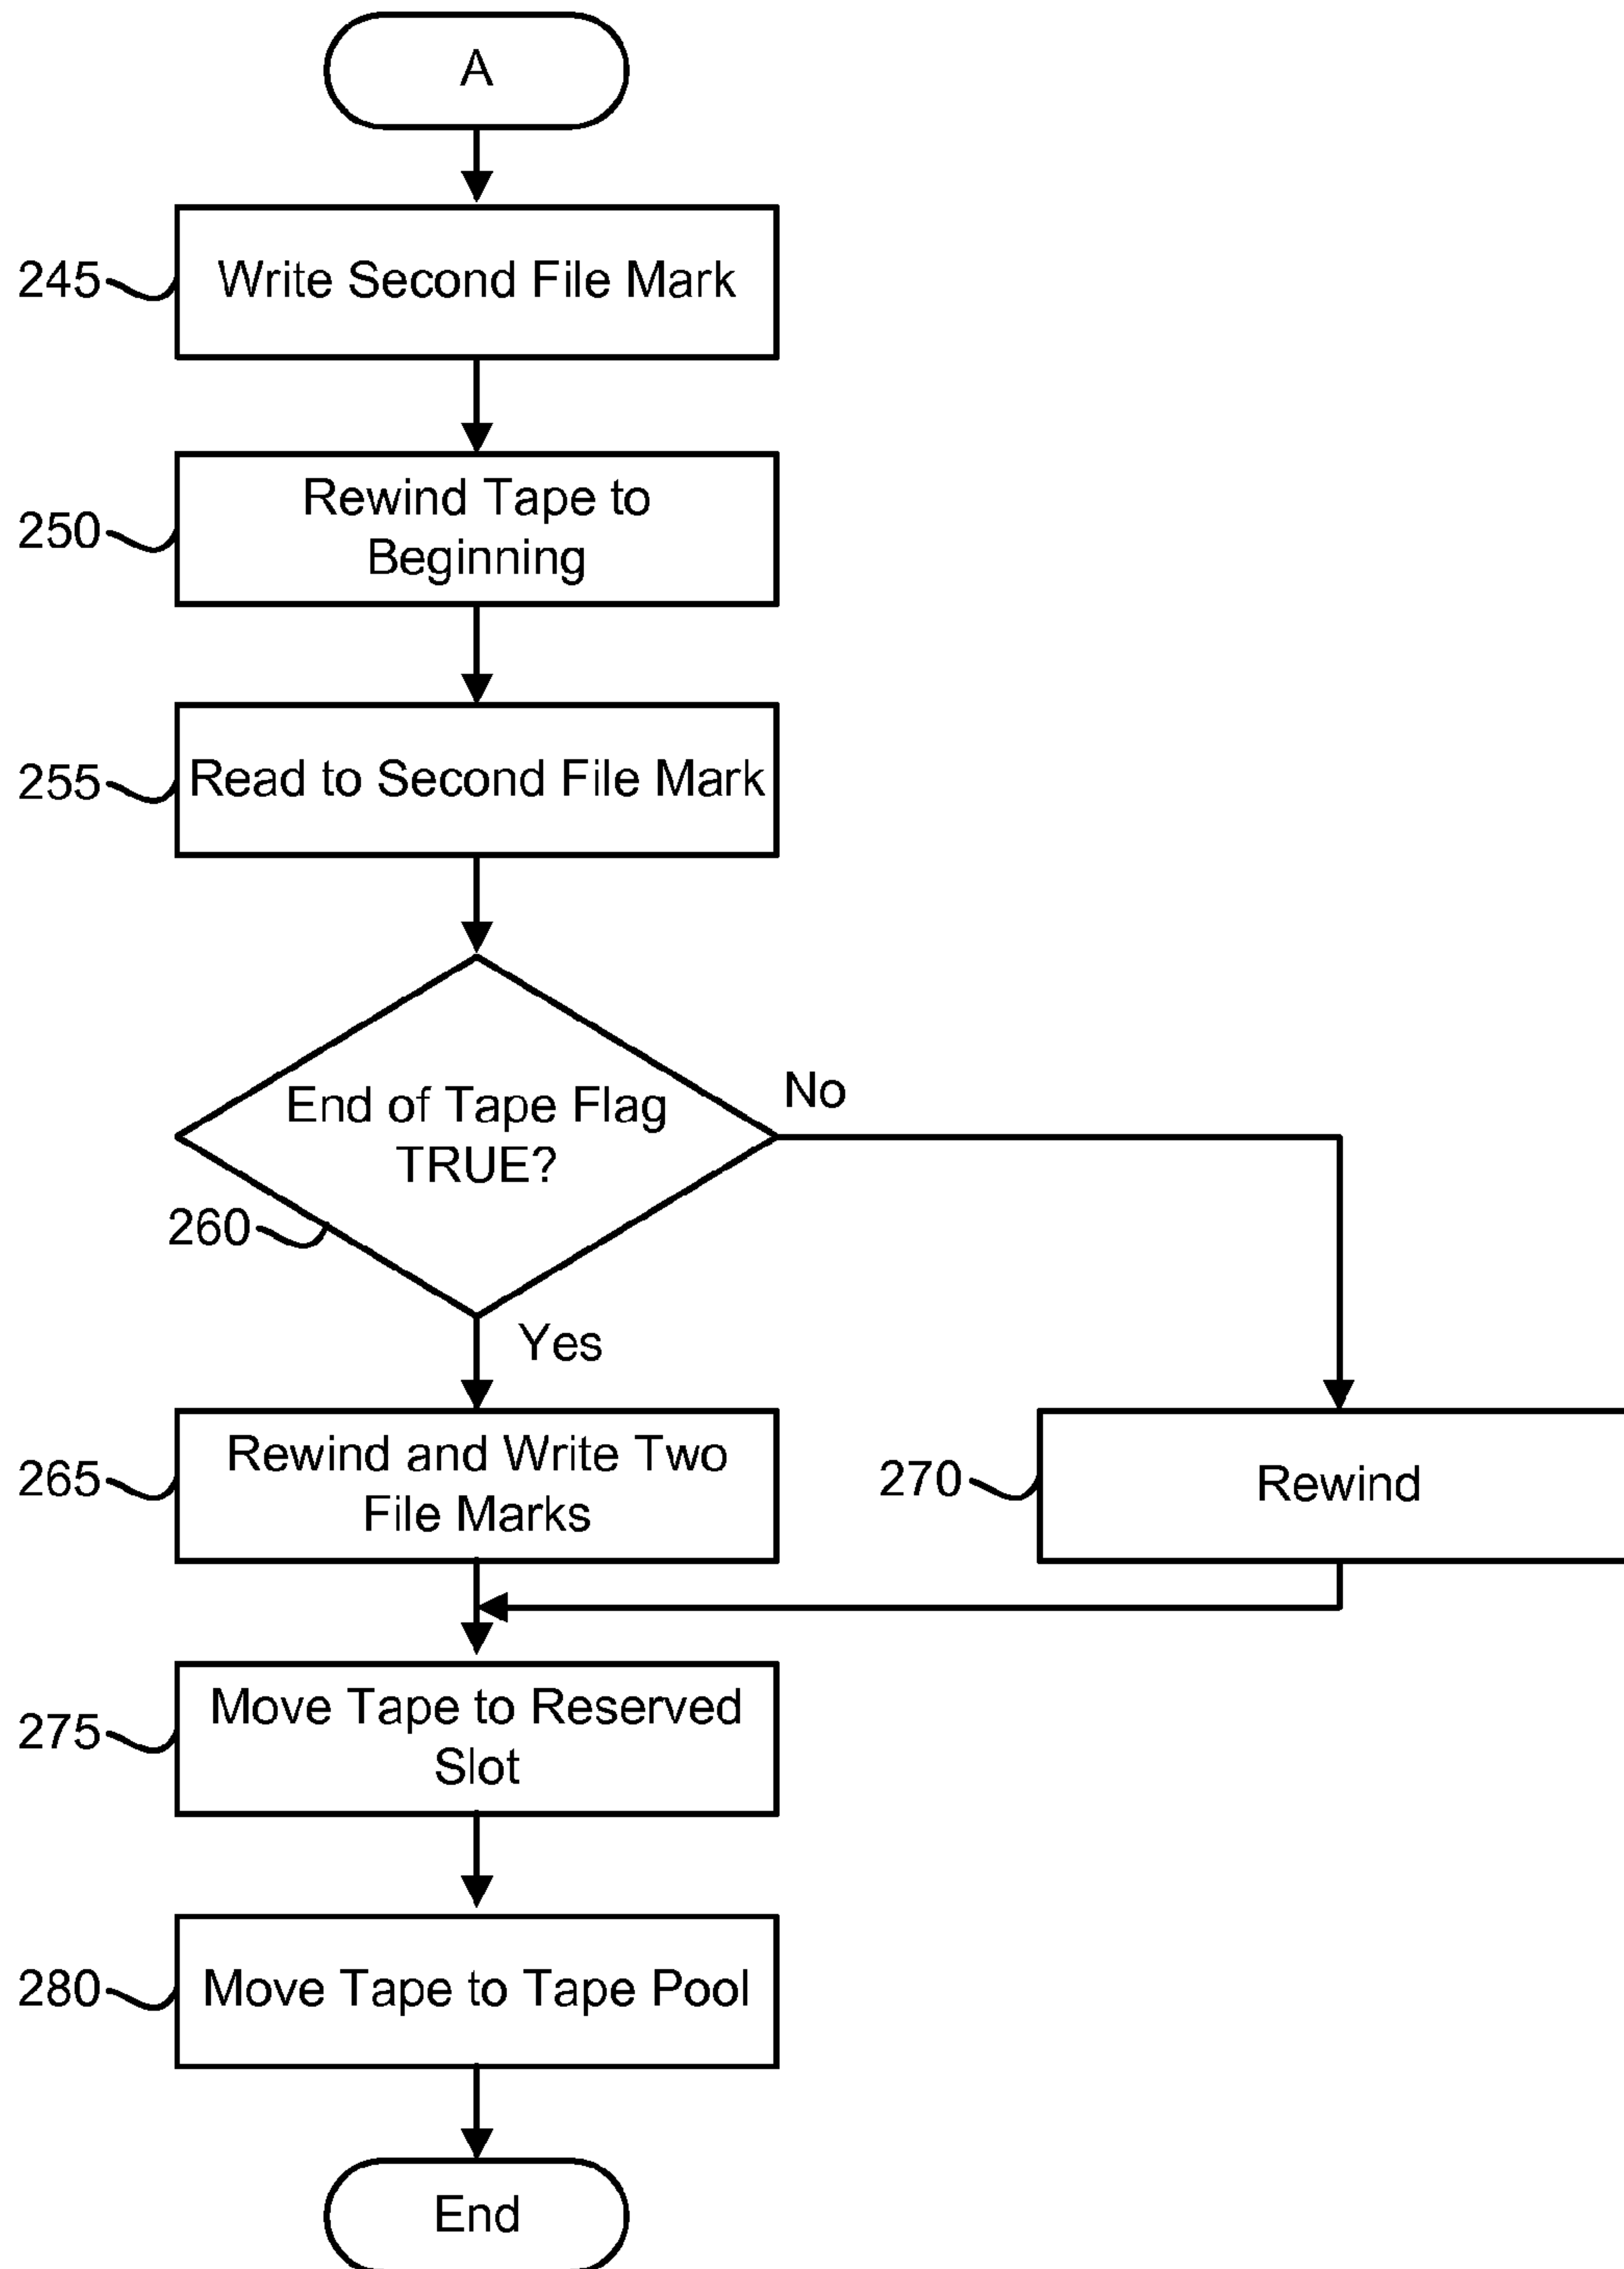 A
245
Write Second File Mark
250
Rewind Tape to
Beginning
255
Read to Second File Mark
End of Tape Flag
TRUE?
No
260
Yes
265
Rewind and Write Two
File Marks
270
Rewind
275
Move Tape to Reserved
Slot
280
Move Tape to Tape Pool
End